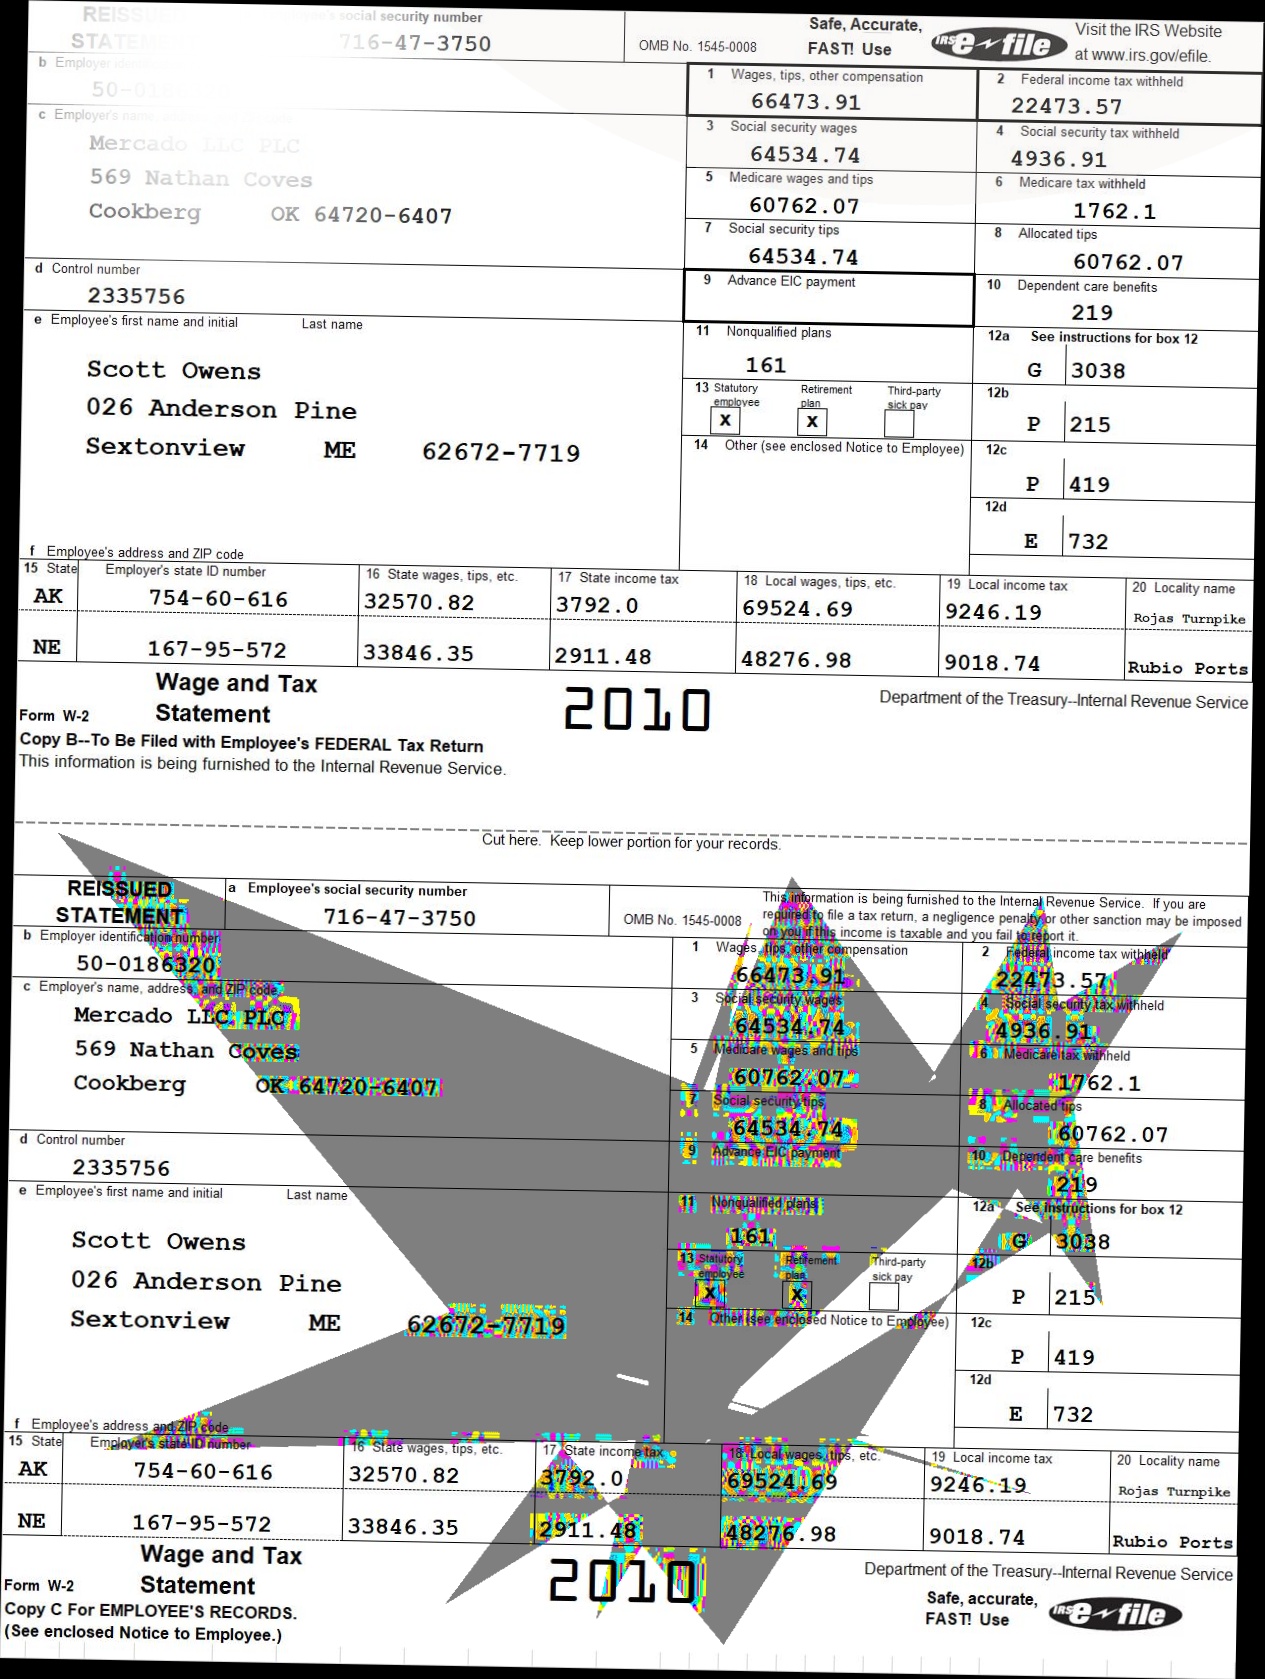 REISSUED
STATEMENT
Employee's social security number
716-47-3750
OMB No. 1545-0008
Safe, Accurate,
FAST! Use
IRS e-file
Visit the IRS Website
at www.irs.gov/efile.
b Employer
50-01
c Employer's name,
Mercado LLC PLC
569 Nathan Coves
Cookberg OK 64720-6407
1 Wages, tips, other compensation
66473.91
2 Federal income tax withheld
22473.57
3 Social security wages
64534.74
4 Social security tax withheld
4936.91
5 Medicare wages and tips
60762.07
6 Medicare tax withheld
1762.1
7 Social security tips
64534.74
8 Allocated tips
60762.07
d Control number
2335756
9 Advance EIC payment
10 Dependent care benefits
219
e Employee's first name and initial Last name
Scott Owens
026 Anderson Pine
Sextonview ME 62672-7719
11 Nonqualified plans
161
12a See instructions for box 12
G 3038
13 Statutory employee Retirement plan Third-party sick pay
X X
12b
P 215
14 Other (see enclosed Notice to Employee)
12c
P 419
12d
E 732
f Employee's address and ZIP code
15 State Employer's state ID number 16 State wages, tips, etc. 17 State income tax 18 Local wages, tips, etc. 19 Local income tax 20 Locality name
AK 754-60-616 32570.82 3792.0 69524.69 9246.19 Rojas Turnpike
NE 167-95-572 33846.35 2911.48 48276.98 9018.74 Rubio Ports
Wage and Tax
Statement
Form W-2
2010
Department of the Treasury--Internal Revenue Service
Copy B--To Be Filed with Employee's FEDERAL Tax Return
This information is being furnished to the Internal Revenue Service.
Cut here. Keep lower portion for your records.
REISSUED
STATEMENT
a Employee's social security number
716-47-3750
OMB No. 1545-0008
This information is being furnished to the Internal Revenue Service. If you are
required to file a tax return, a negligence penalty or other sanction may be imposed
on you if this income is taxable and you fail to report it.
b Employer identification number
50-0186320
c Employer's name, address, and ZIP code
Mercado LLC PLC
569 Nathan Coves
Cookberg OK 64720-6407
1 Wages, tips, other compensation
66473.91
2 Federal income tax withheld
22473.57
3 Social security wages
64534.74
4 Social security tax withheld
4936.91
5 Medicare wages and tips
60762.07
6 Medicare tax withheld
1762.1
7 Social security tips
64534.74
8 Allocated tips
60762.07
d Control number
2335756
9 Advance EIC payment
10 Dependent care benefits
219
e Employee's first name and initial Last name
Scott Owens
026 Anderson Pine
Sextonview ME 62672-7719
11 Nonqualified plans
161
12a See instructions for box 12
G 3038
13 Statutory employee Retirement plan Third-party sick pay
X X
12b
P 215
14 Other (see enclosed Notice to Employee)
12c
P 419
12d
E 732
f Employee's address and ZIP code
15 State Employer's state ID number 16 State wages, tips, etc. 17 State income tax 18 Local wages, tips, etc. 19 Local income tax 20 Locality name
AK 754-60-616 32570.82 3792.0 69524.69 9246.19 Rojas Turnpike
NE 167-95-572 33846.35 2911.48 48276.98 9018.74 Rubio Ports
Wage and Tax
Statement
Form W-2
2010
Department of the Treasury--Internal Revenue Service
Copy C For EMPLOYEE'S RECORDS.
(See enclosed Notice to Employee.)
Safe, accurate,
FAST! Use
IRS e-file